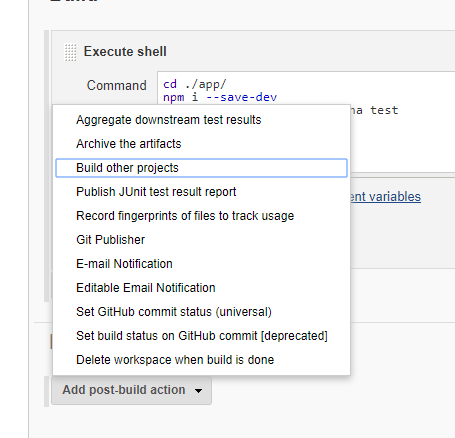 Execute shell
Command
cd ./app/
npm i --save-dev
test
Aggregate downstream test results
Archive the artifacts
Build other projects
Publish JUnit test result report
Record fingerprints of files to track usage
Git Publisher
E-mail Notification
Editable Email Notification
Set GitHub commit status (universal)
Set build status on GitHub commit [deprecated]
Delete workspace when build is done
variables
Add post-build action